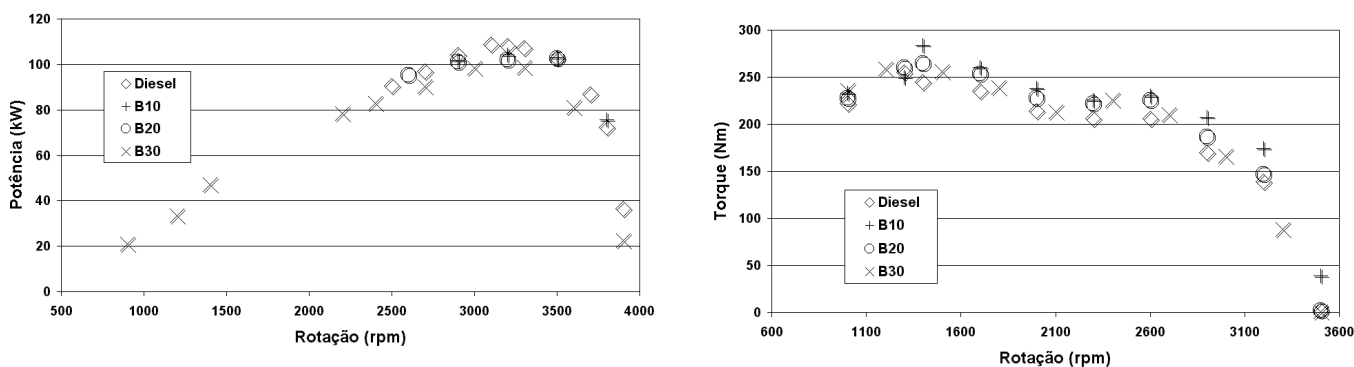 Potência (kW)
120
100
80
60
40
20
0
Diesel
B10
B20
B30
500 1000 1500 2000 2500 3000 3500 4000
Rotação (rpm)
Torque (Nm)
300
250
200
150
100
50
0
Diesel
B10
B20
B30
600 1100 1600 2100 2600 3100 3600
Rotação (rpm)